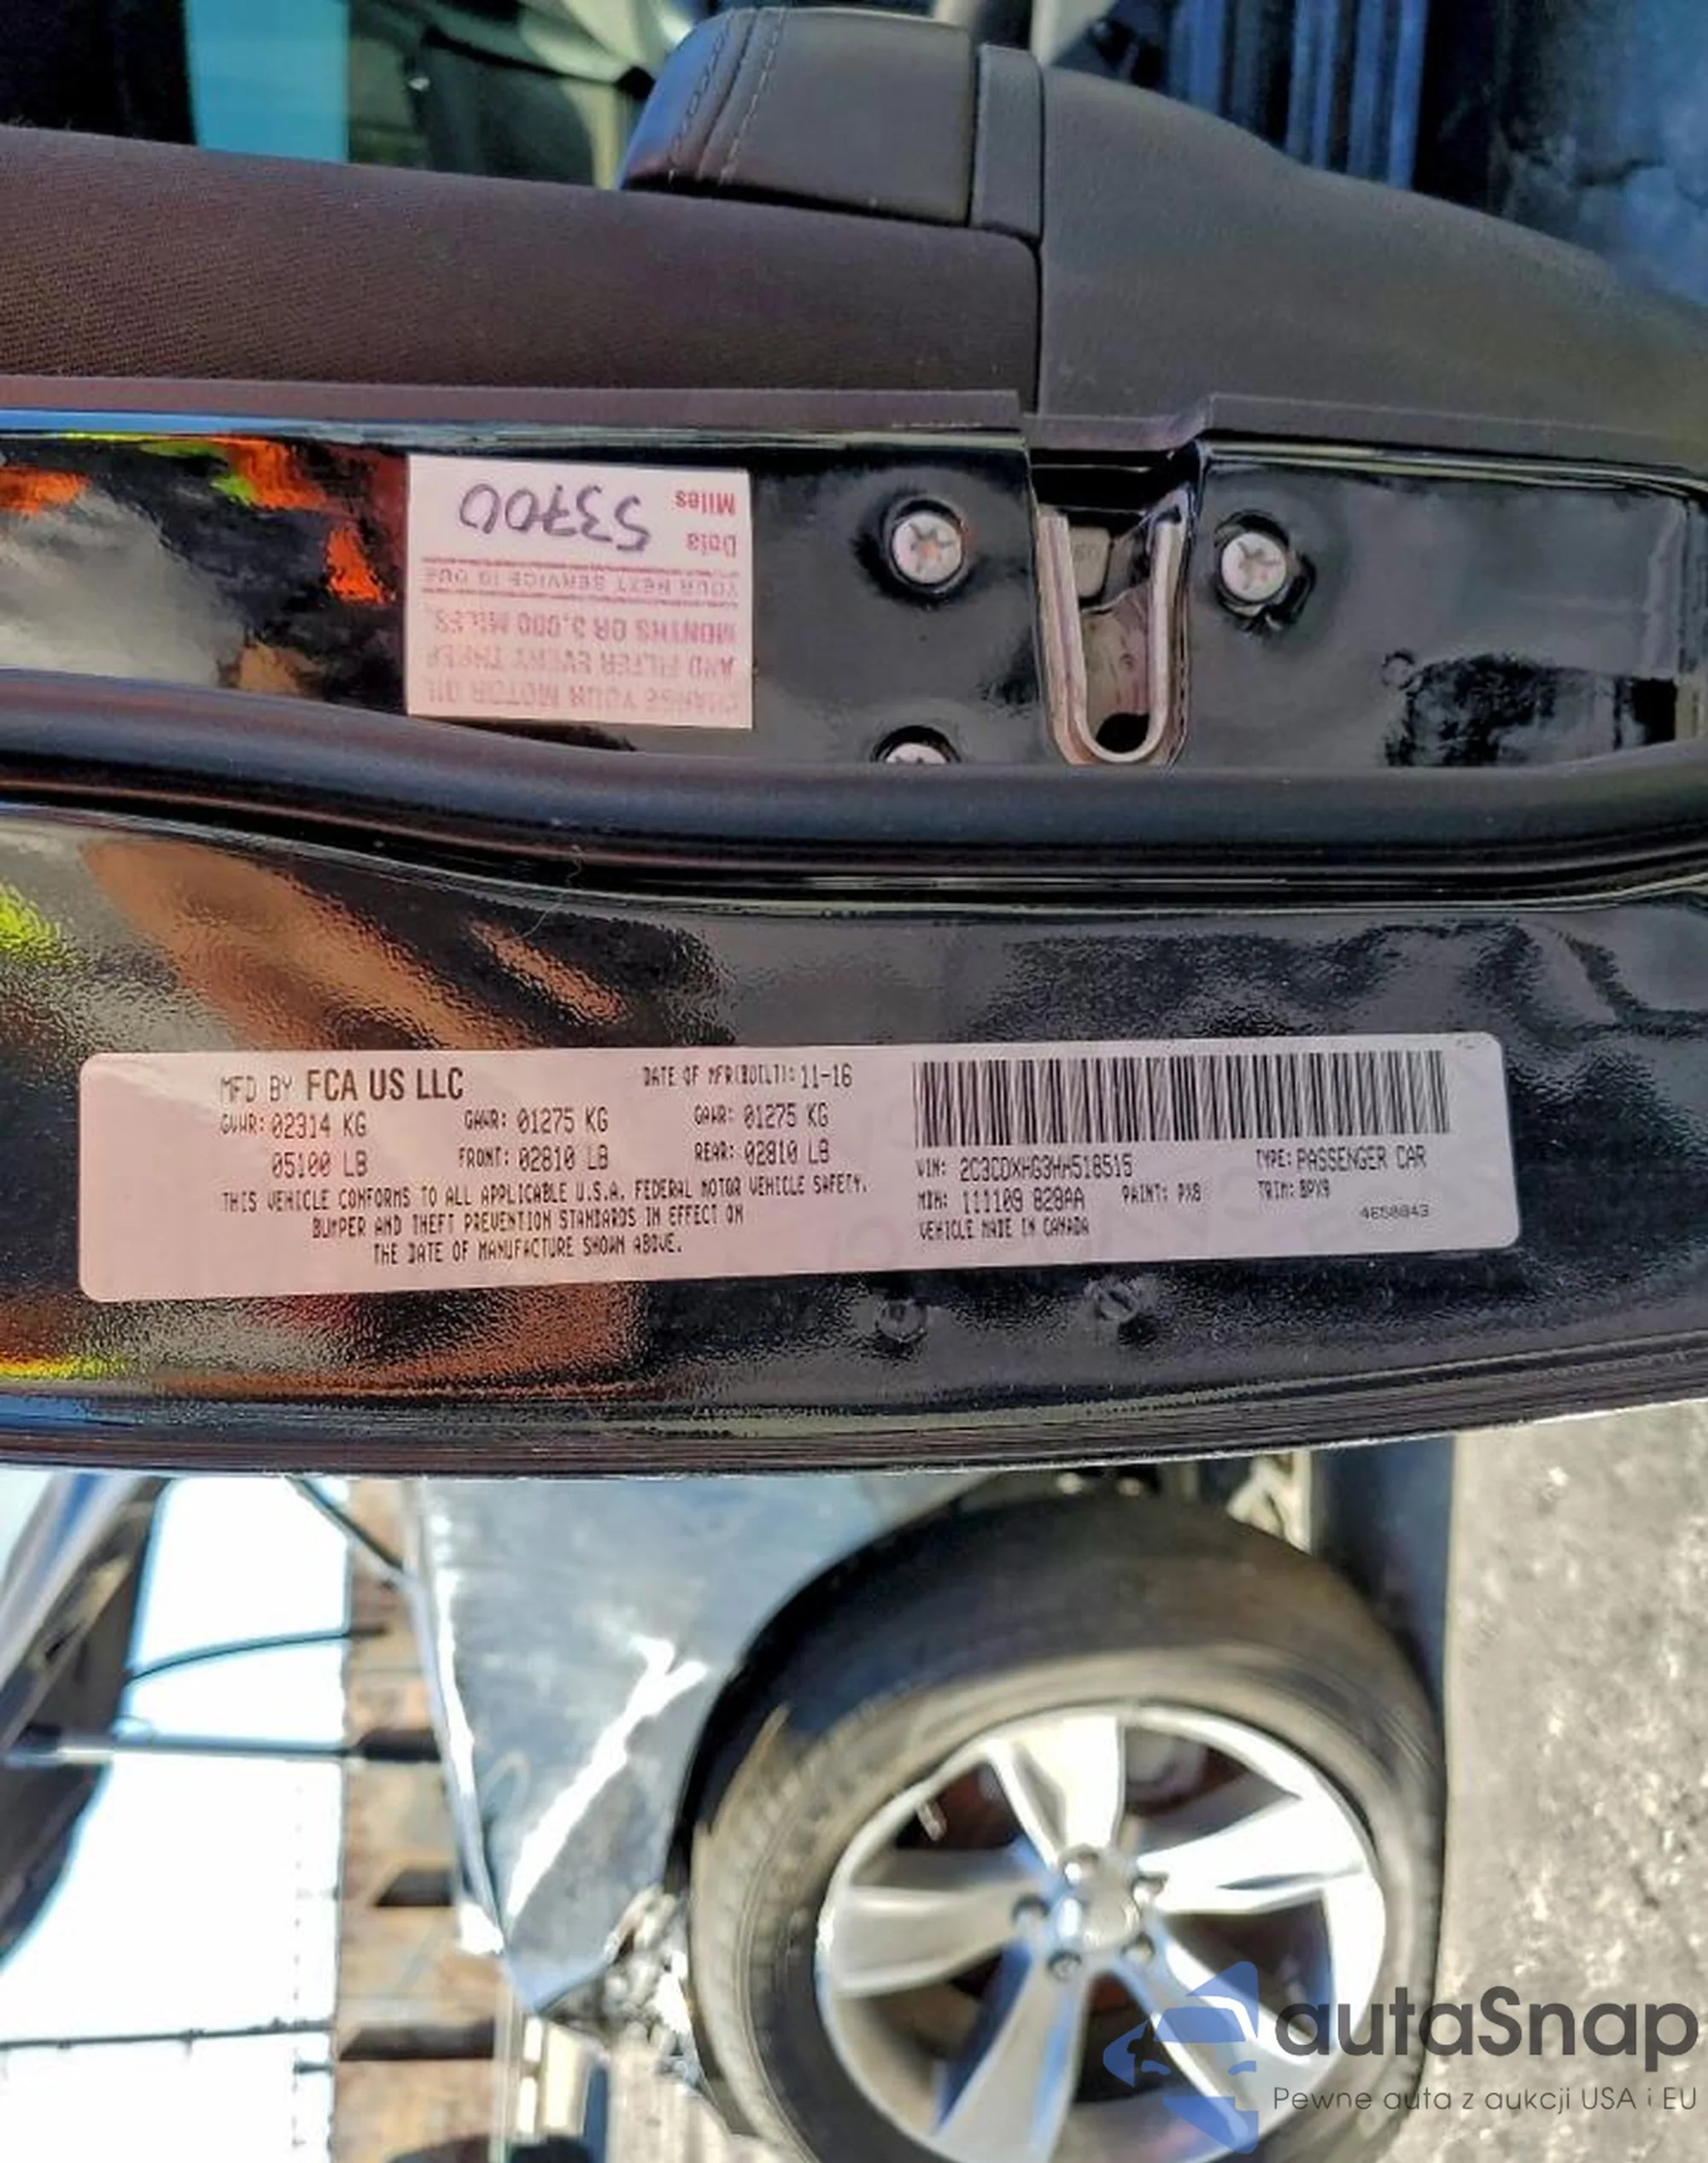 53700
Miles
Date
YOUR NEXT SERVICE IS DUE
MONTHS OR 3,000 MILES.
AND FILTER EVERY THREE
CHANGE YOUR MOTOR OIL
MFD BY FCA US LLC
DATE OF MFR(BUILT): 11-16
GVWR: 02314 KG GAWR: 01275 KG GAWR: 01275 KG
05100 LB FRONT: 02810 LB REAR: 02810 LB
THIS VEHICLE CONFORMS TO ALL APPLICABLE U.S.A. FEDERAL MOTOR VEHICLE SAFETY,
BUMPER AND THEFT PREVENTION STANDARDS IN EFFECT ON
THE DATE OF MANUFACTURE SHOWN ABOVE.
VIN: 2C3CDXHG3HH518515 TYPE: PASSENGER CAR
MDH: 111109 828AA PAINT: PX8 TRIM: BPX9
VEHICLE MADE IN CANADA 4658843
autaSnap
Pewne auta z aukcji USA i EU